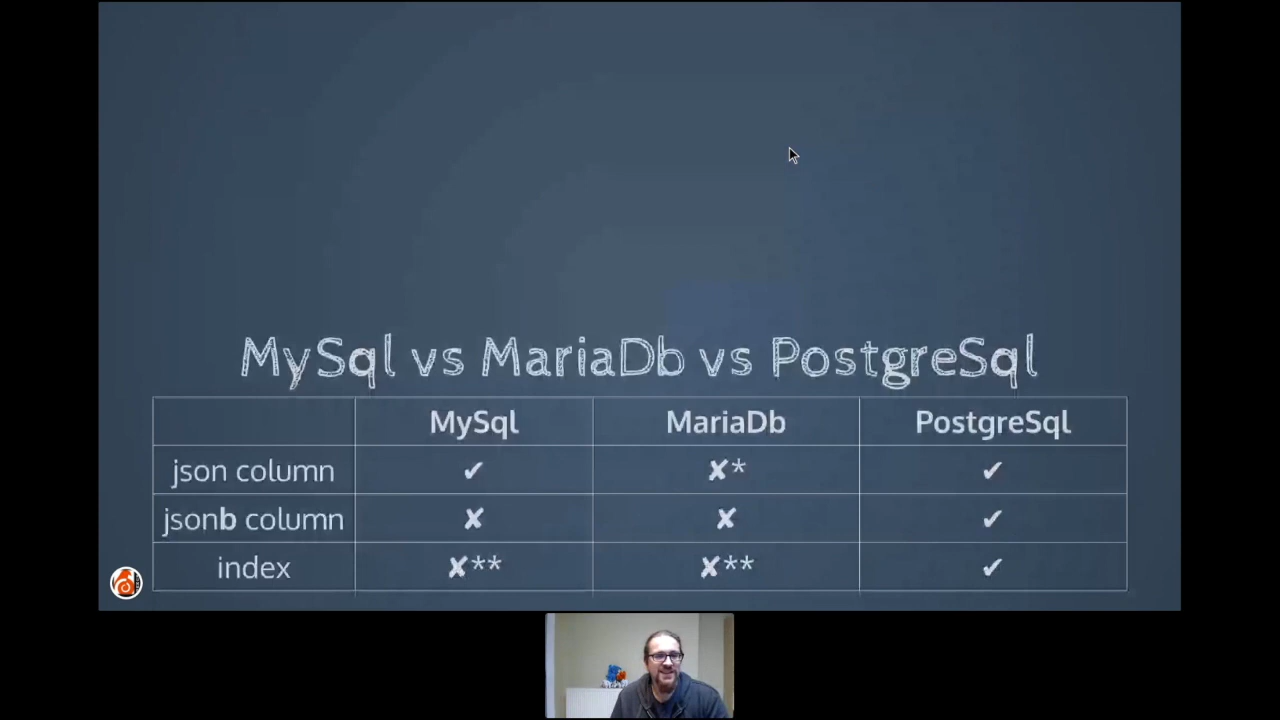 MySql vs MariaDb vs PostgreSql
MySql MariaDb PostgreSql
json column ✔ ✘* ✔
jsonb column ✘ ✘ ✔
index ✘** ✘** ✔